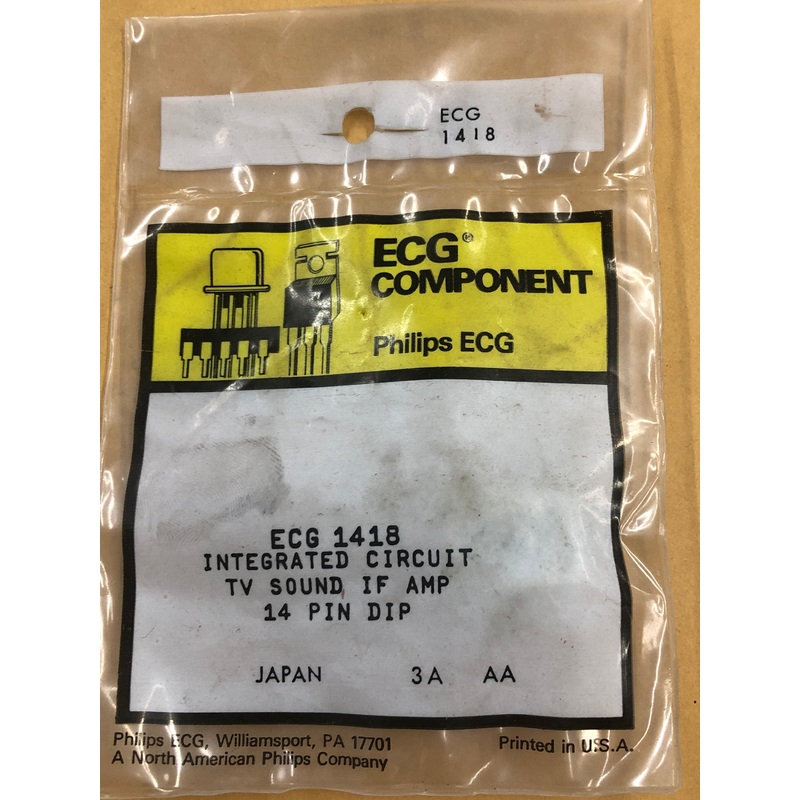 ECG
1418
ECG®
COMPONENT
Philips ECG
ECG 1418
INTEGRATED CIRCUIT
TV SOUND IF AMP
14 PIN DIP
JAPAN 3A AA
Philips ECG, Williamsport, PA 17701
A North American Philips Company
Printed in U.S.A.